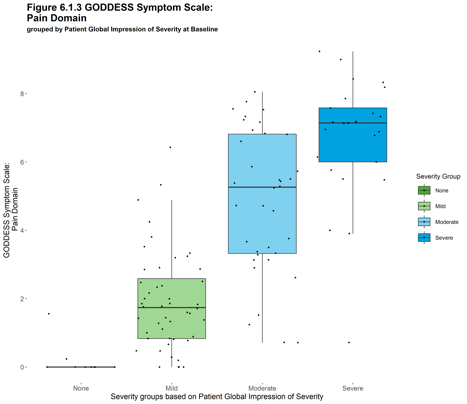 Figure 6.1.3 GODDESS Symptom Scale:
Pain Domain
grouped by Patient Global Impression of Severity at Baseline
GODDESS Symptom Scale:
Pain Domain
8
6
4
2
0
None
Mild
Moderate
Severe
Severity groups based on Patient Global Impression of Severity
Severity Group
None
Mild
Moderate
Severe